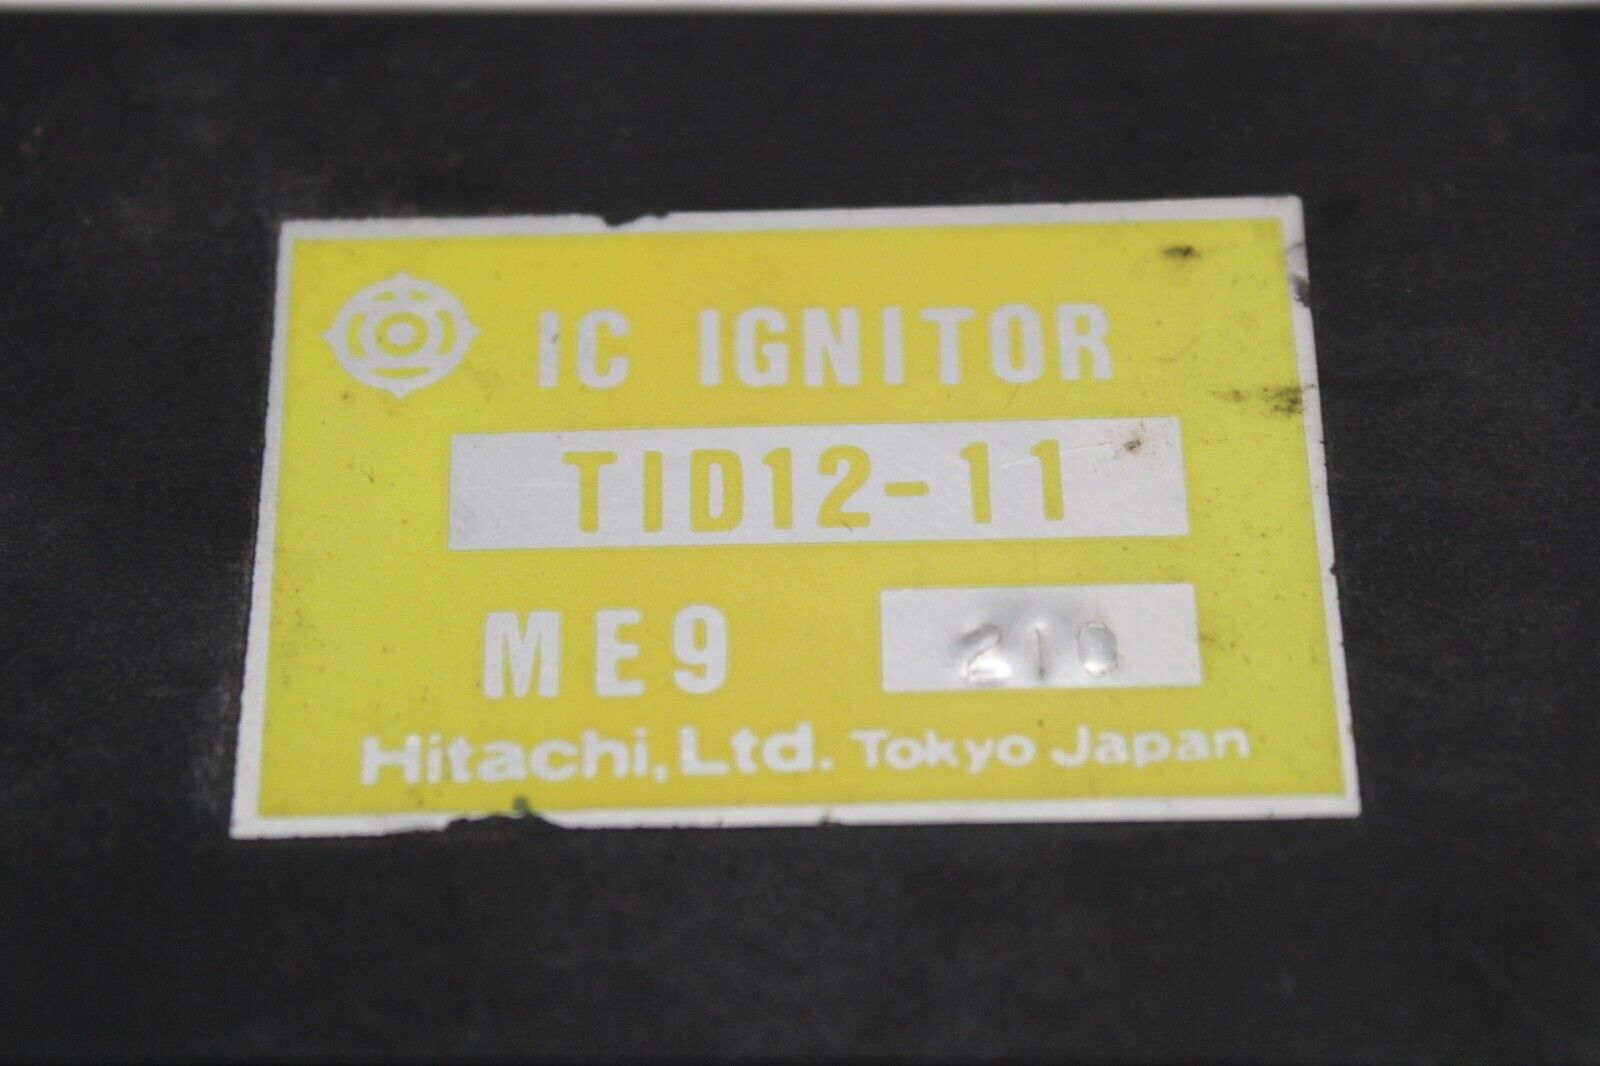 IC IGNITOR
TID12-11
ME9 210
Hitachi, Ltd. Tokyo Japan